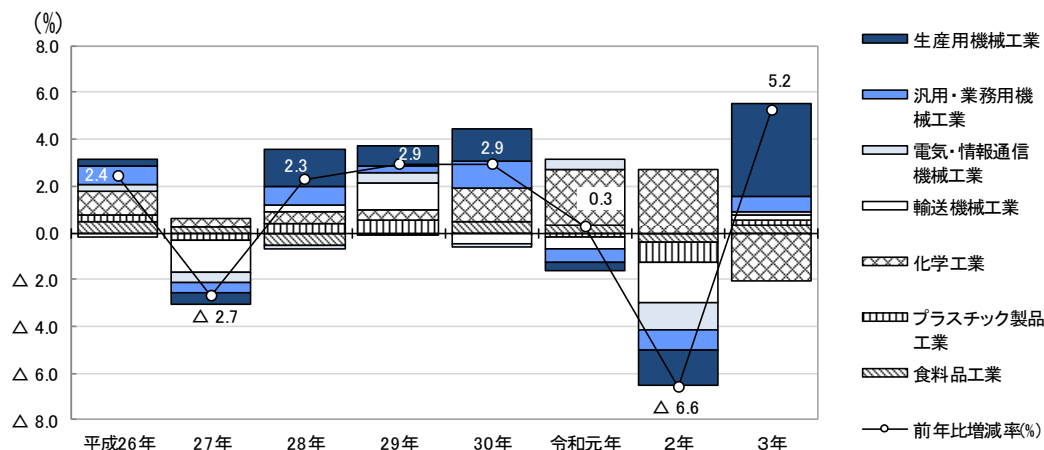 (%)
8.0
6.0
4.0
2.0
0.0
△ 2.0
△ 4.0
△ 6.0
△ 8.0
2.4
△ 2.7
2.3
2.9
2.9
0.3
△ 6.6
5.2
平成26年
27年
28年
29年
30年
令和元年
2年
3年
生産用機械工業
汎用・業務用機
械工業
電気・情報通信
機械工業
輸送機械工業
化学工業
プラスチック製品
工業
食料品工業
前年比増減率(%)